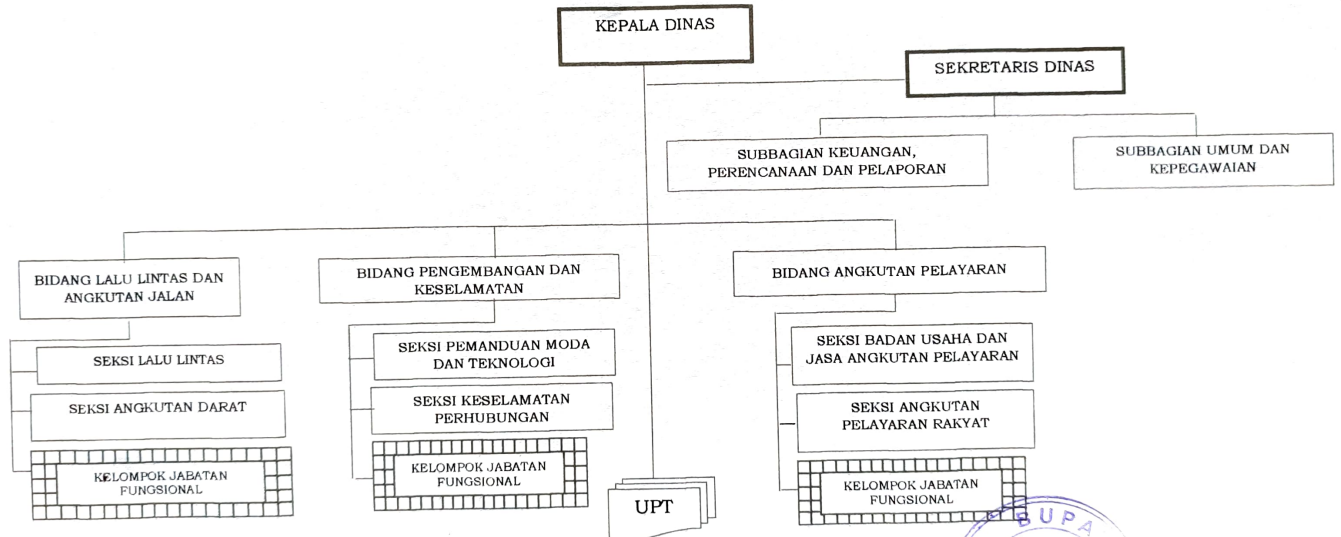 KEPALA DINAS
SEKRETARIS DINAS
SUBBAGIAN KEUANGAN,
PERENCANAAN DAN PELAPORAN
SUBBAGIAN UMUM DAN
KEPEGAWAIAN
BIDANG LALU LINTAS DAN
ANGKUTAN JALAN
SEKSI LALU LINTAS
SEKSI ANGKUTAN DARAT
KELOMPOK JABATAN
FUNGSIONAL
BIDANG PENGEMBANGAN DAN
KESELAMATAN
SEKSI PEMANDUAN MODA
DAN TEKNOLOGI
SEKSI KESELAMATAN
PERHUBUNGAN
KELOMPOK JABATAN
FUNGSIONAL
BIDANG ANGKUTAN PELAYARAN
SEKSI BADAN USAHA DAN
JASA ANGKUTAN PELAYARAN
SEKSI ANGKUTAN
PELAYARAN RAKYAT
KELOMPOK JABATAN
FUNGSIONAL
UPT
BUPA